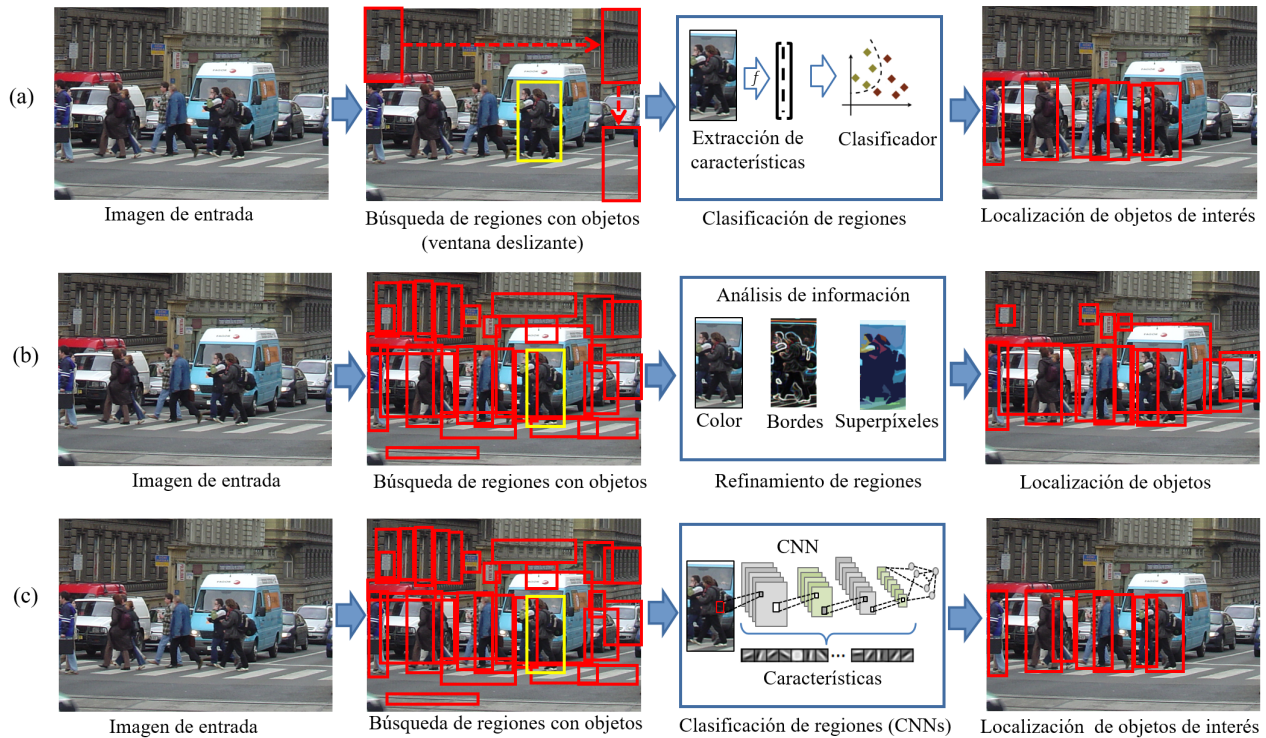 (a)
Imagen de entrada
Búsqueda de regiones con objetos
(ventana deslizante)
f
Extracción de
características
Clasificador
Clasificación de regiones
Localización de objetos de interés
(b)
Imagen de entrada
Búsqueda de regiones con objetos
Análisis de información
Color
Bordes
Superpíxeles
Refinamiento de regiones
Localización de objetos
(c)
Imagen de entrada
Búsqueda de regiones con objetos
CNN
...
Características
Clasificación de regiones (CNNs)
Localización de objetos de interés